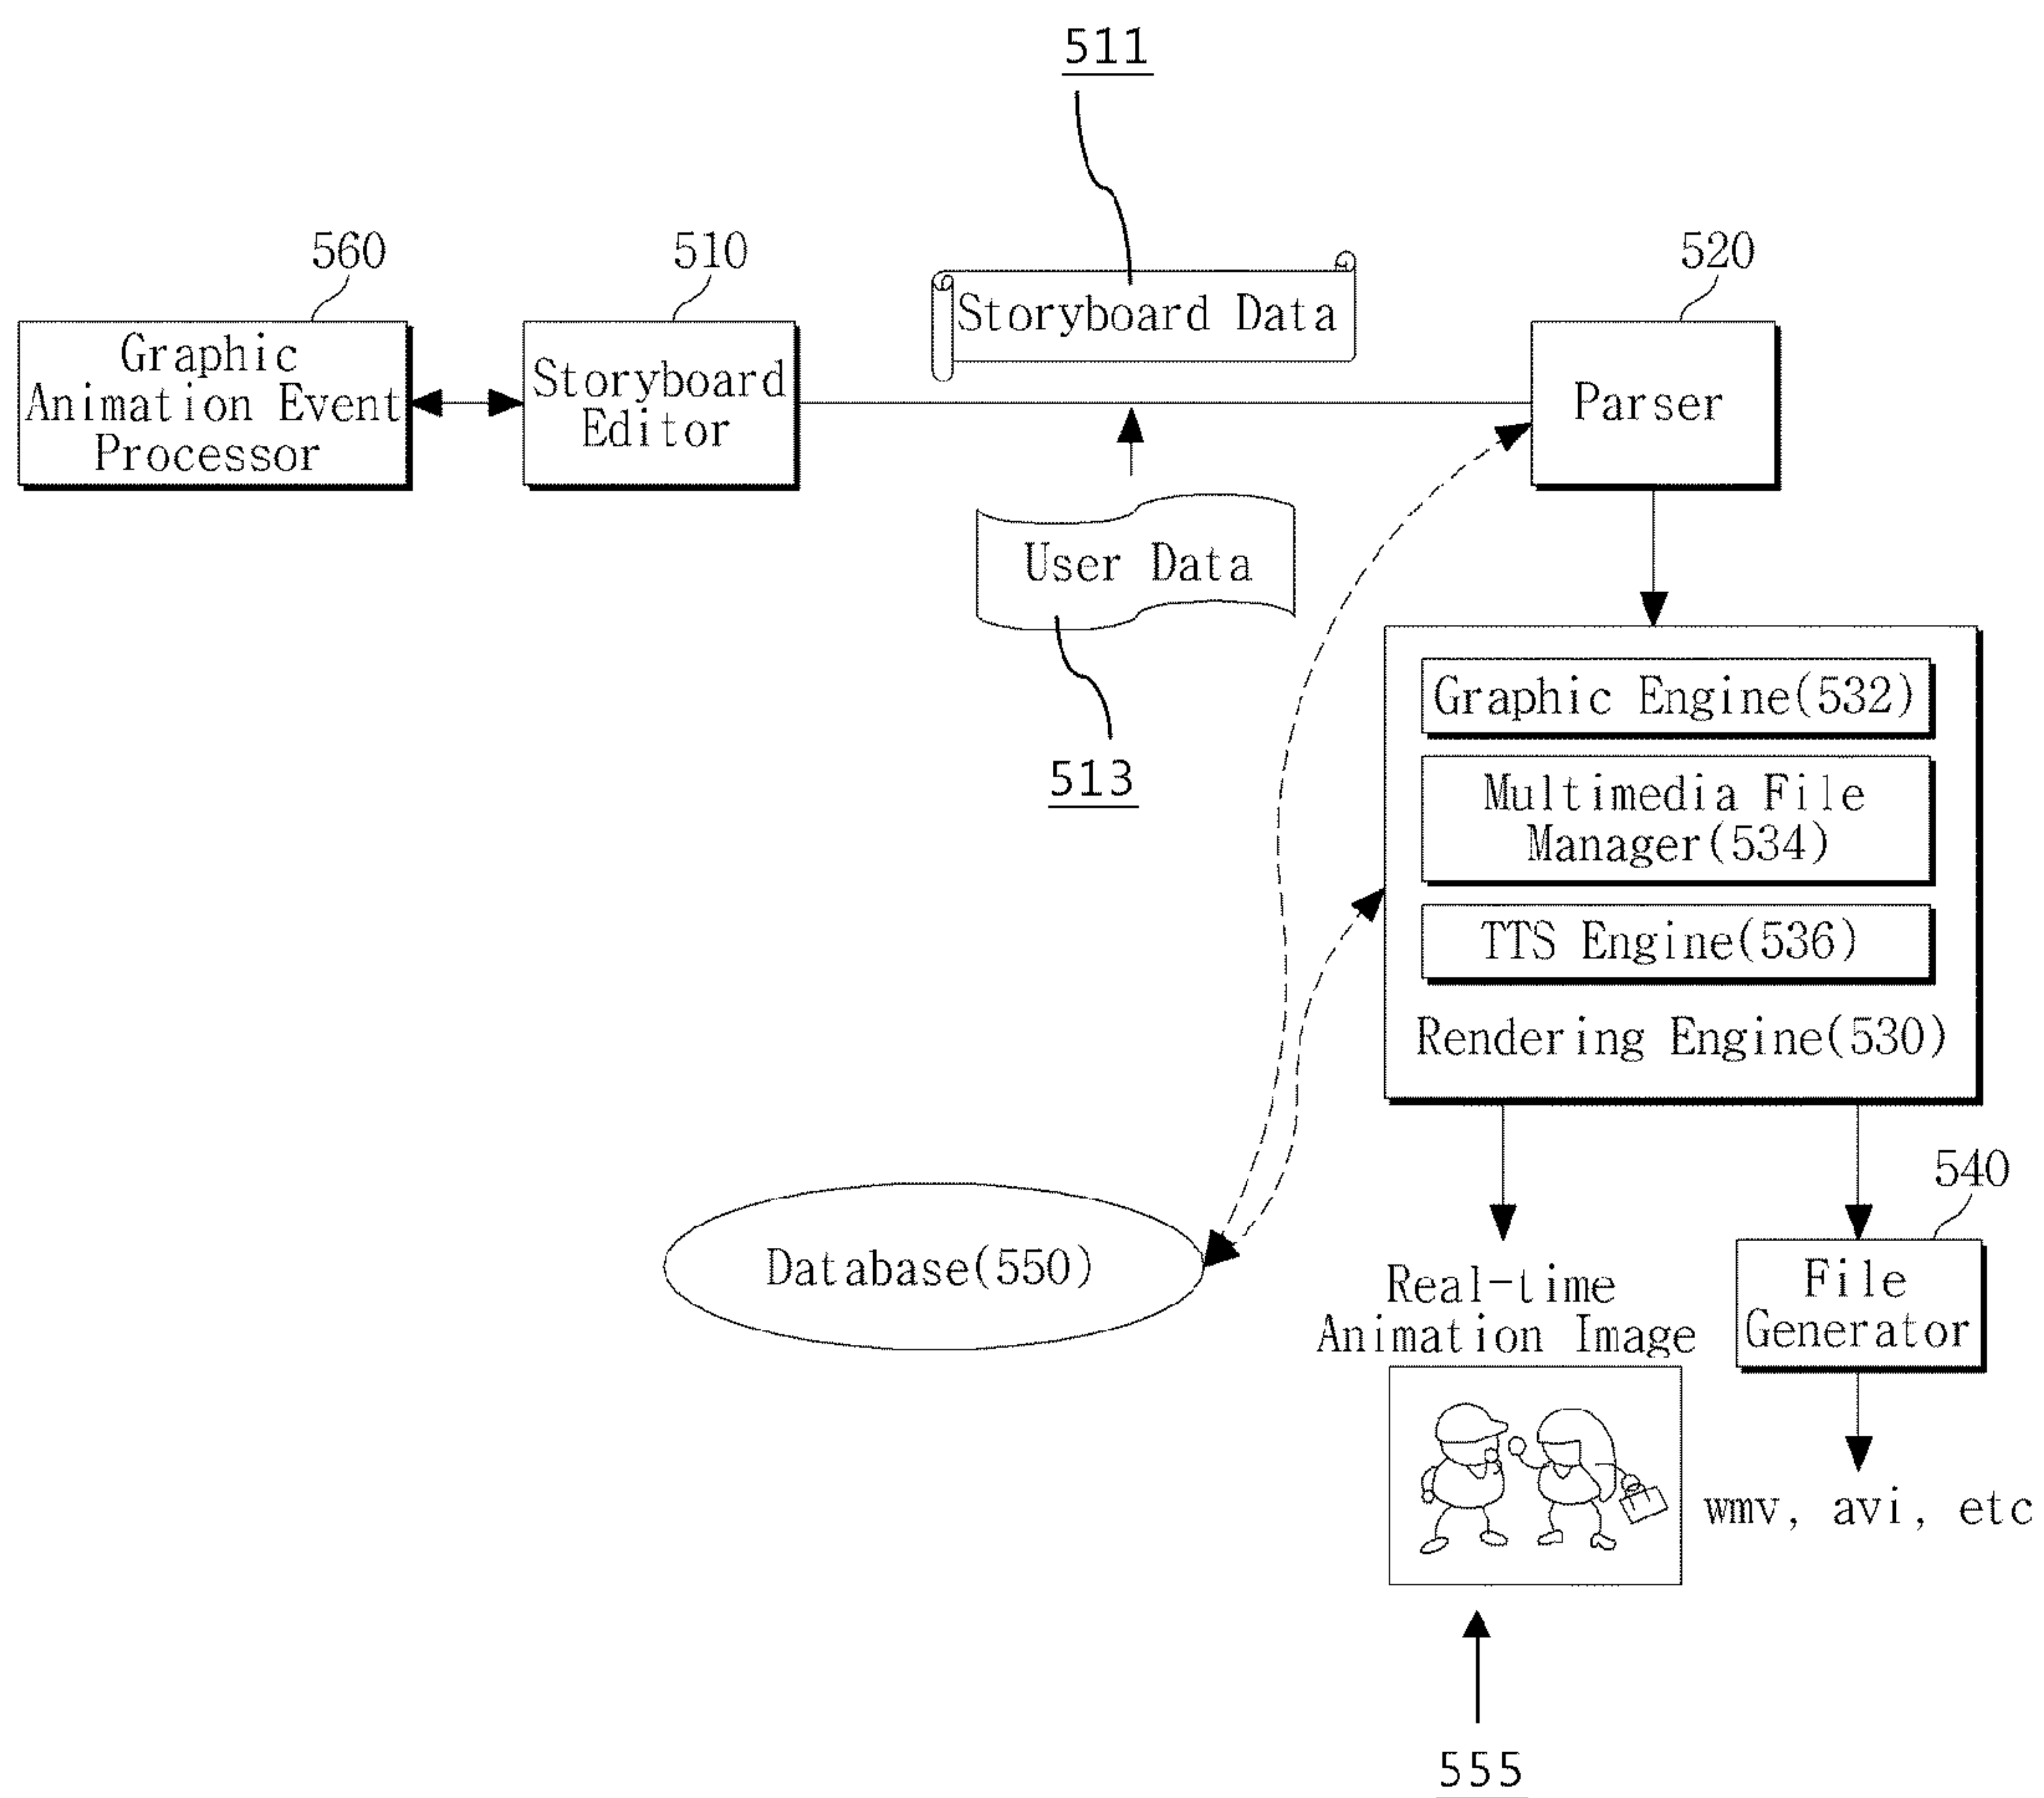 511
560
510
520
Storyboard Data
Graphic
Animation Event
Processor
Storyboard
Editor
Parser
User Data
513
Graphic Engine(532)
Multimedia File
Manager(534)
TTS Engine(536)
Rendering Engine(530)
540
Database(550)
Real-time
Animation Image
File
Generator
wmv, avi, etc
555